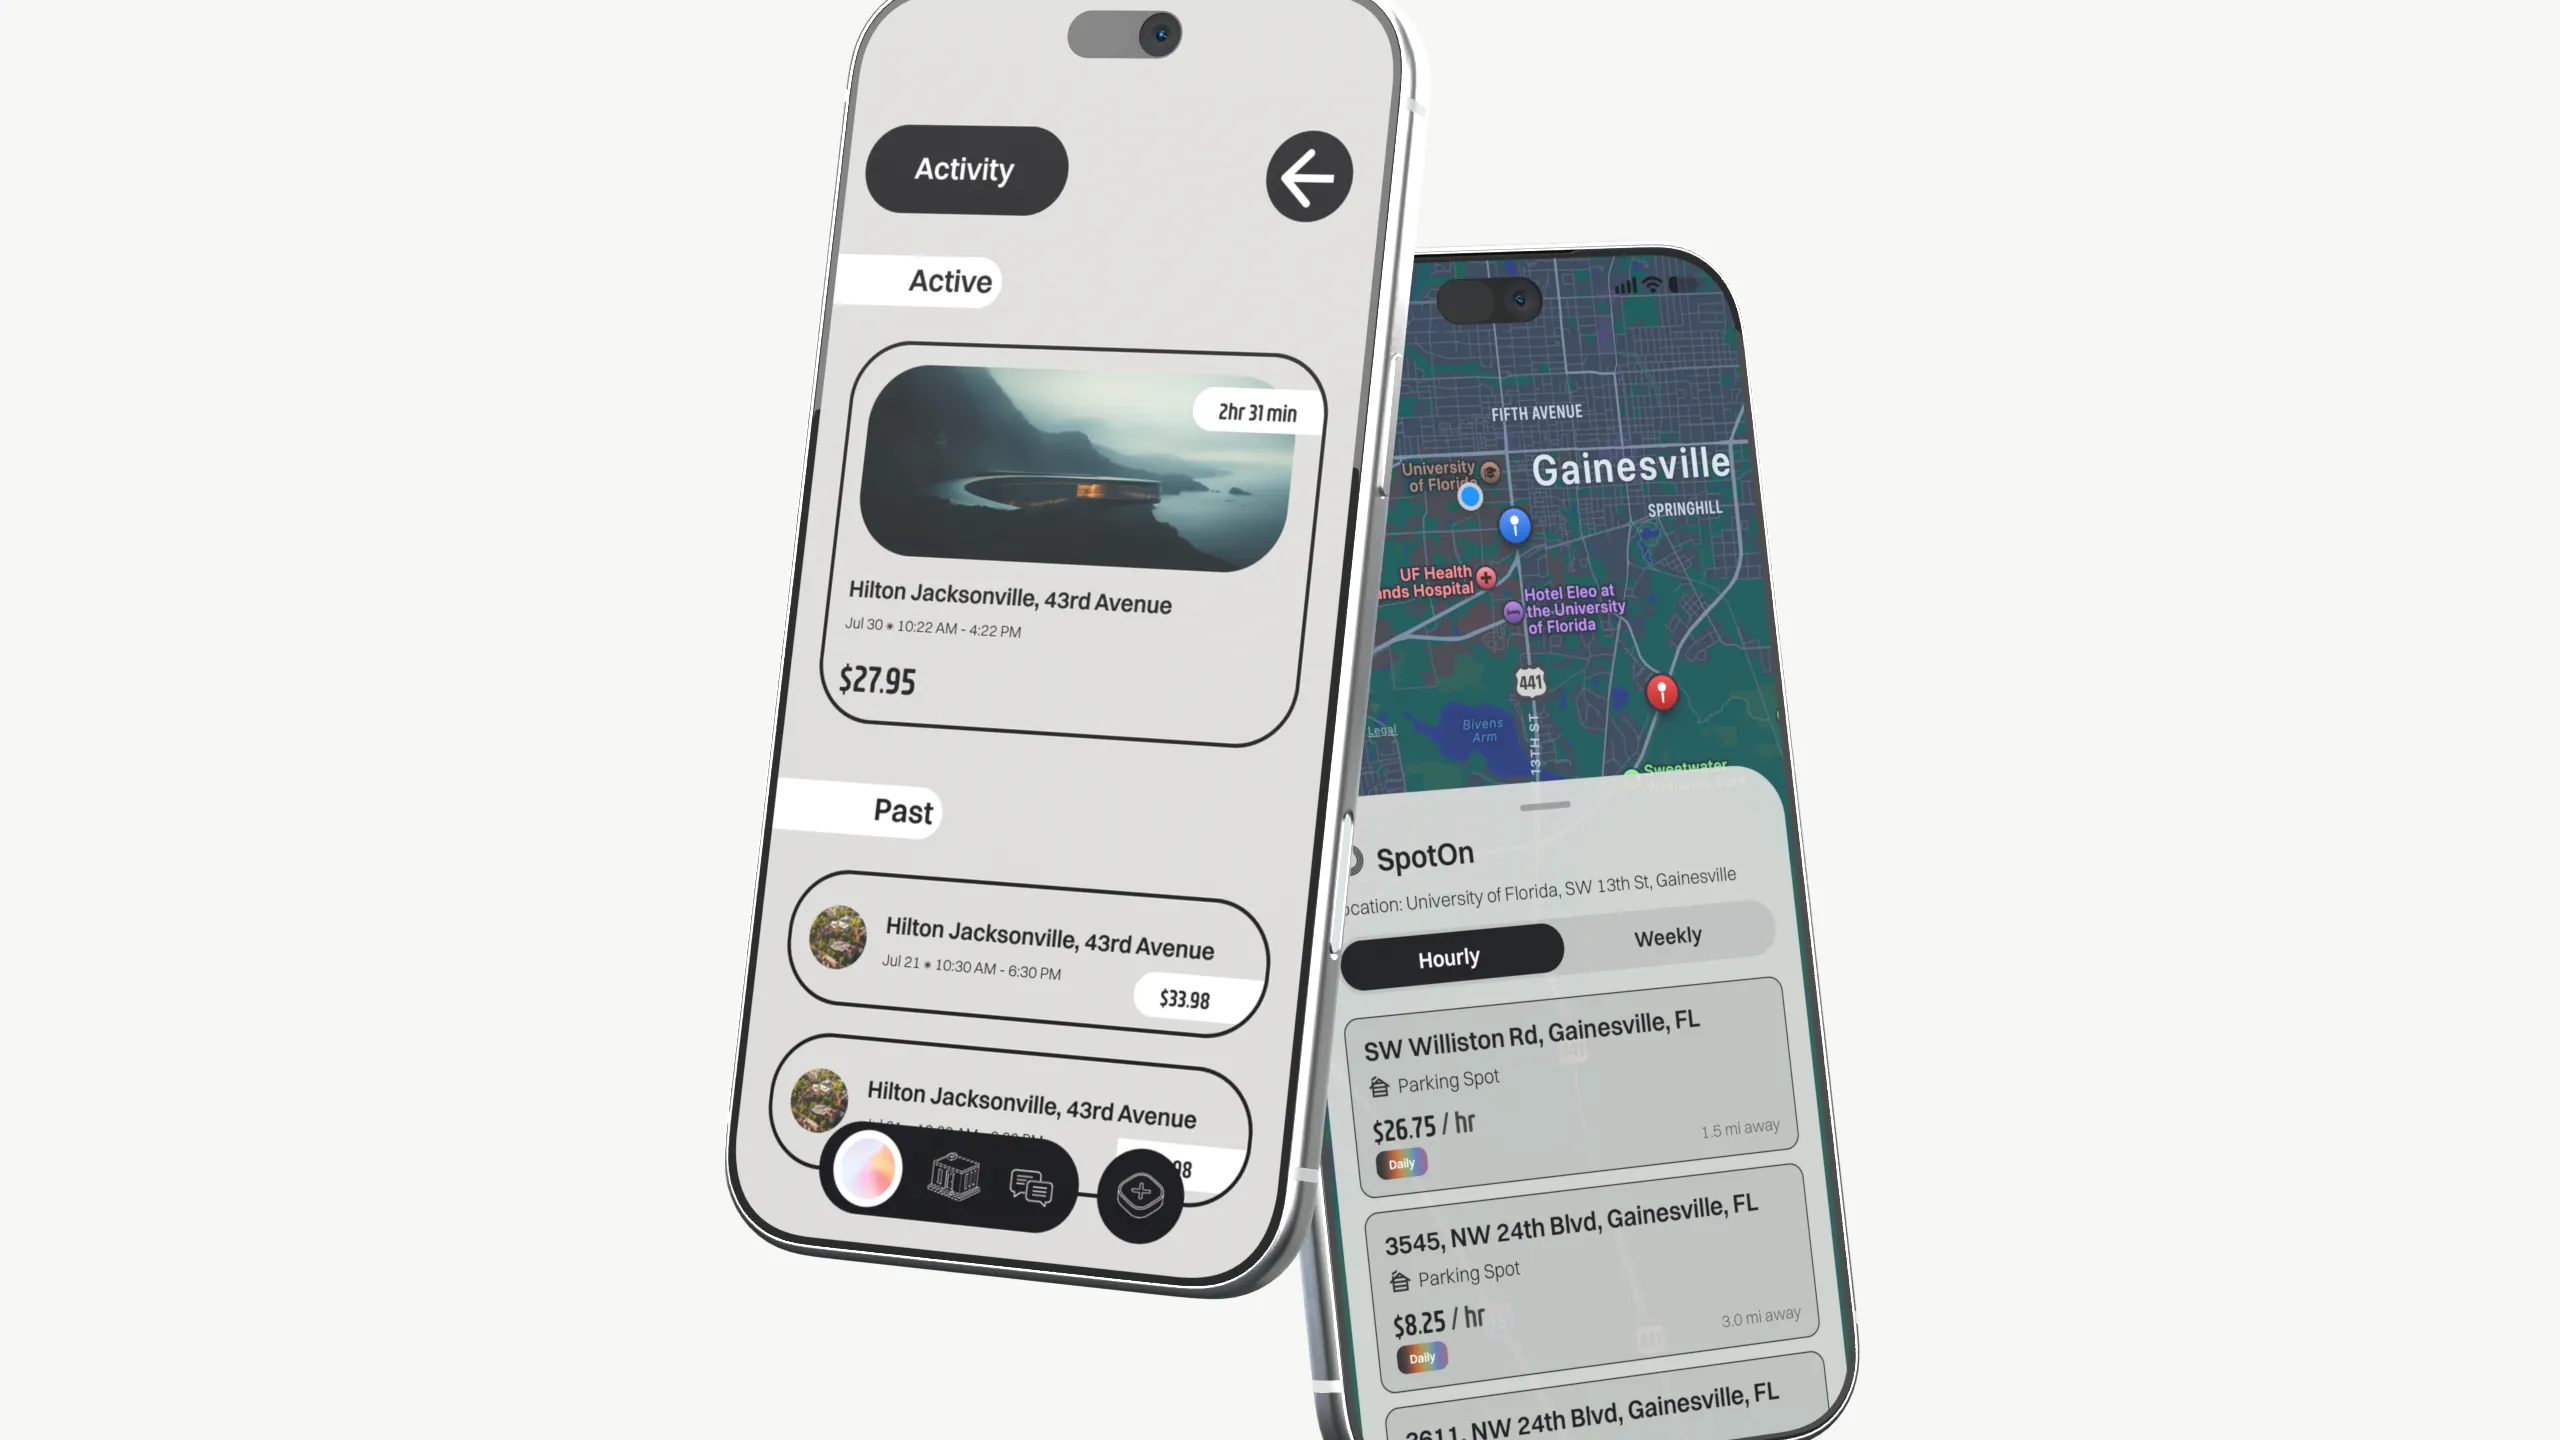 Activity
Active
2hr 31 min
Hilton Jacksonville, 43rd Avenue
Jul 30 • 10:22 AM - 4:22 PM
$27.95
Past
Hilton Jacksonville, 43rd Avenue
Jul 21 • 10:30 AM - 6:30 PM
$33.98
Hilton Jacksonville, 43rd Avenue
98
FIFTH AVENUE
University
of Florida
Gainesville
SPRINGHILL
UF Health
ands Hospital
Hotel Eleo at
the University
of Florida
441
13TH ST
Bivens
Arm
Legal
Sweetwater
SpotOn
ocation: University of Florida, SW 13th St, Gainesville
Hourly
Weekly
SW Williston Rd, Gainesville, FL
Parking Spot
$26.75 / hr
1.5 mi away
Daily
3545, NW 24th Blvd, Gainesville, FL
Parking Spot
$8.25 / hr
3.0 mi away
Daily
NW 24th Blvd, Gainesville, FL